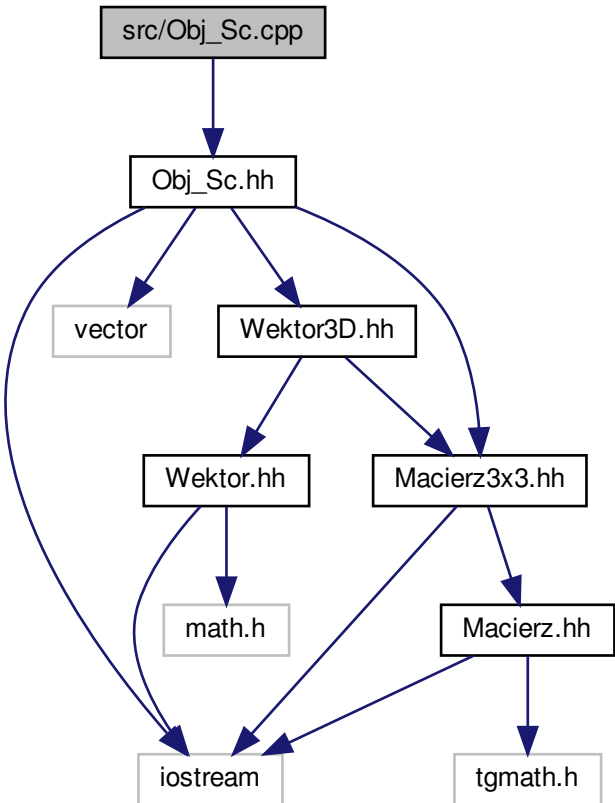 src/Obj_Sc.cpp
Obj_Sc.hh
vector
Wektor3D.hh
Wektor.hh
Macierz3x3.hh
math.h
Macierz.hh
iostream
tgmath.h